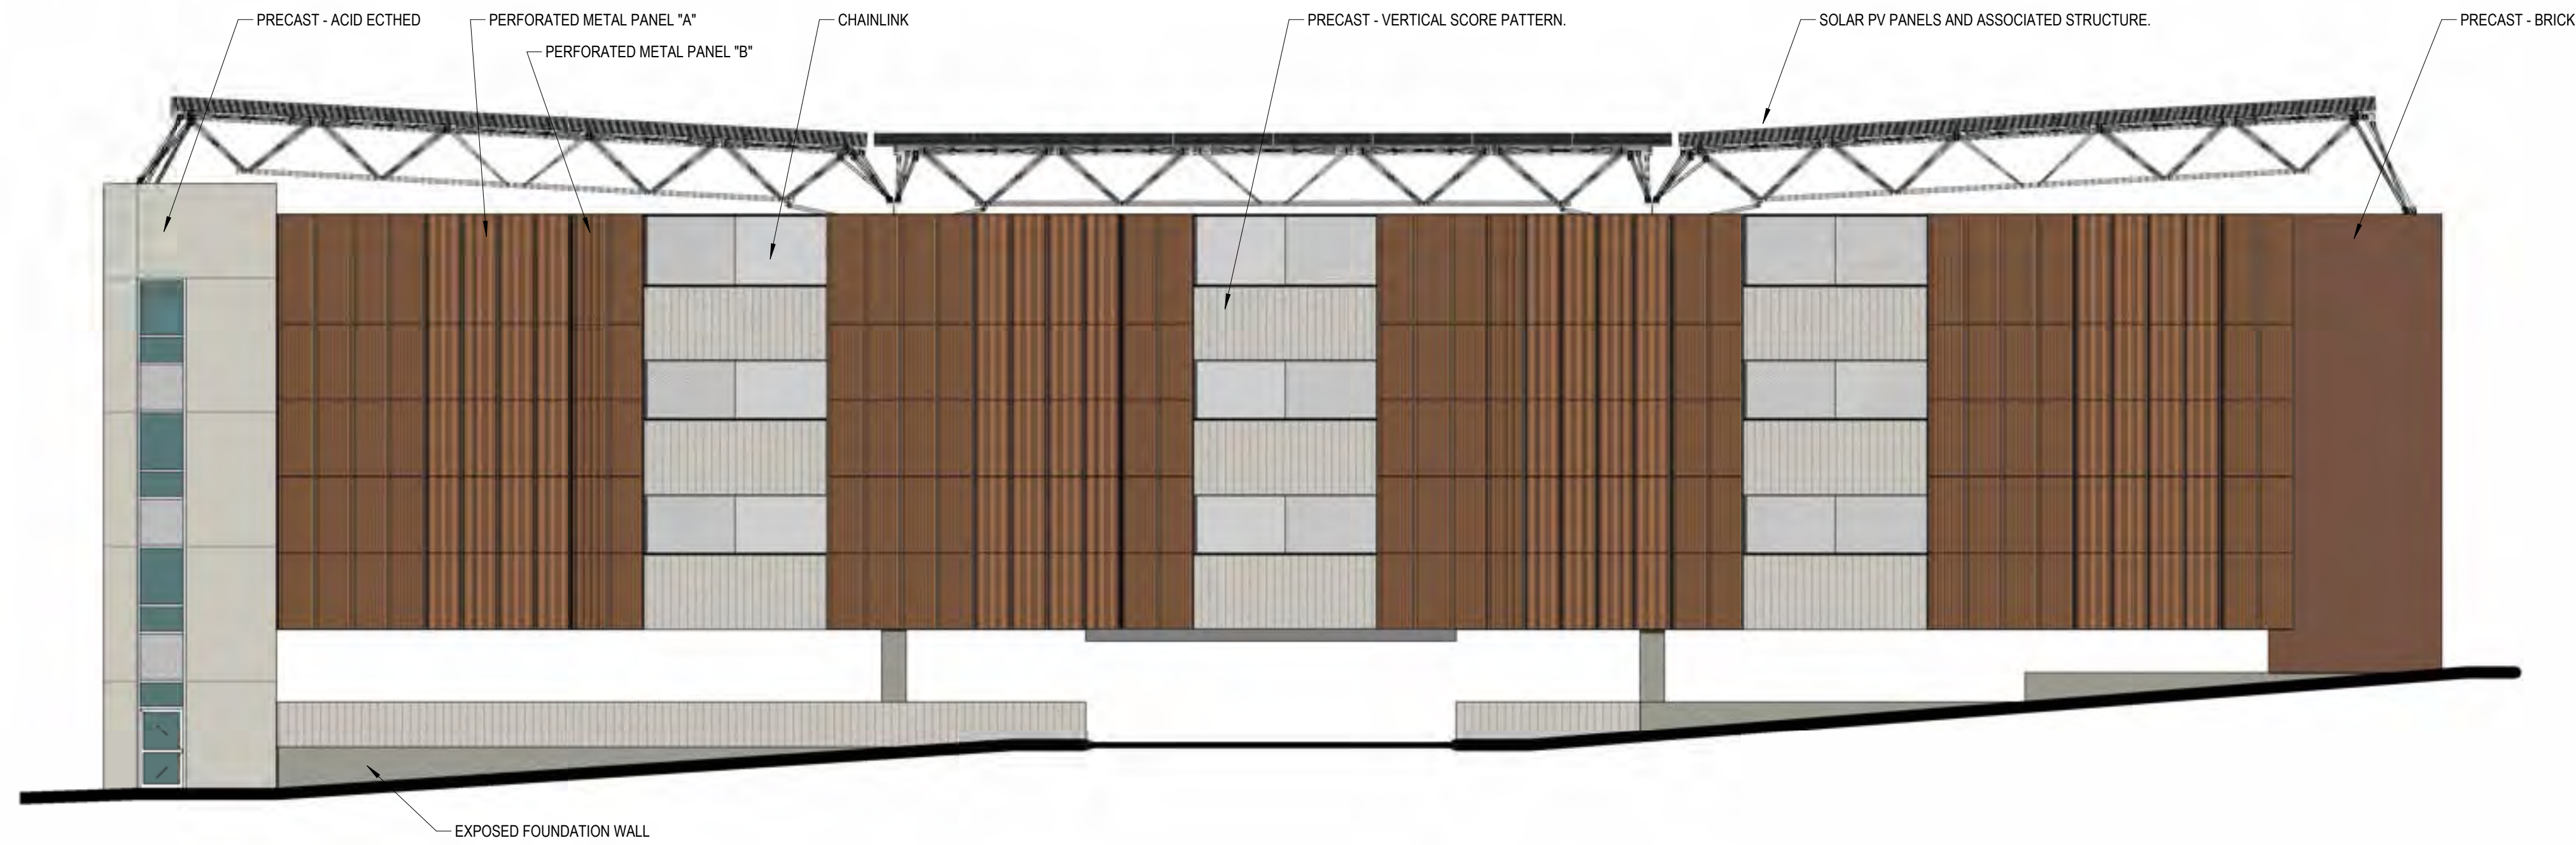 PRECAST - ACID ECTHED
PERFORATED METAL PANEL "A"
CHAINLINK
PRECAST - VERTICAL SCORE PATTERN.
SOLAR PV PANELS AND ASSOCIATED STRUCTURE.
PRECAST - BRICK
PERFORATED METAL PANEL "B"
EXPOSED FOUNDATION WALL